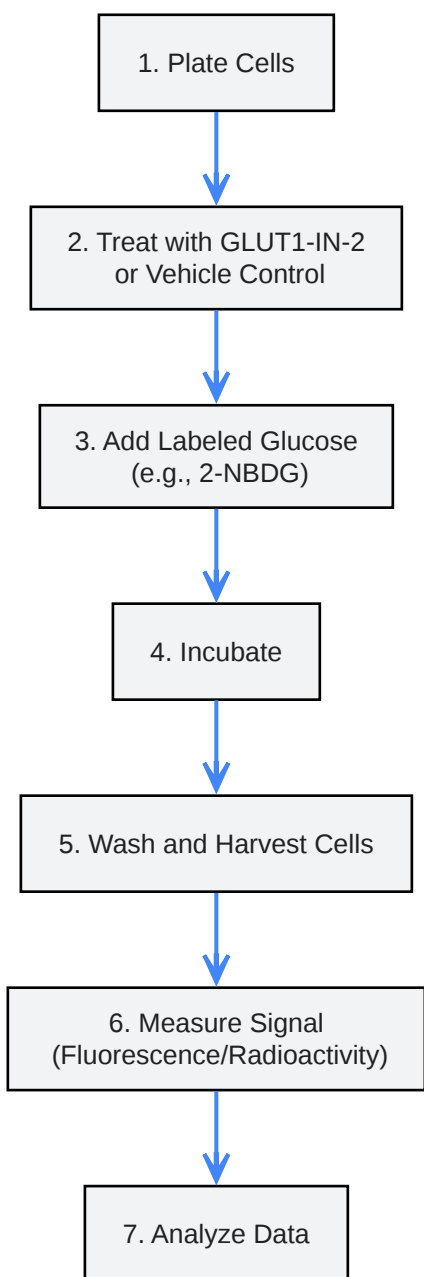 1. Plate Cells
2. Treat with GLUT1-IN-2
or Vehicle Control
3. Add Labeled Glucose
(e.g., 2-NBDG)
4. Incubate
5. Wash and Harvest Cells
6. Measure Signal
(Fluorescence/Radioactivity)
7. Analyze Data